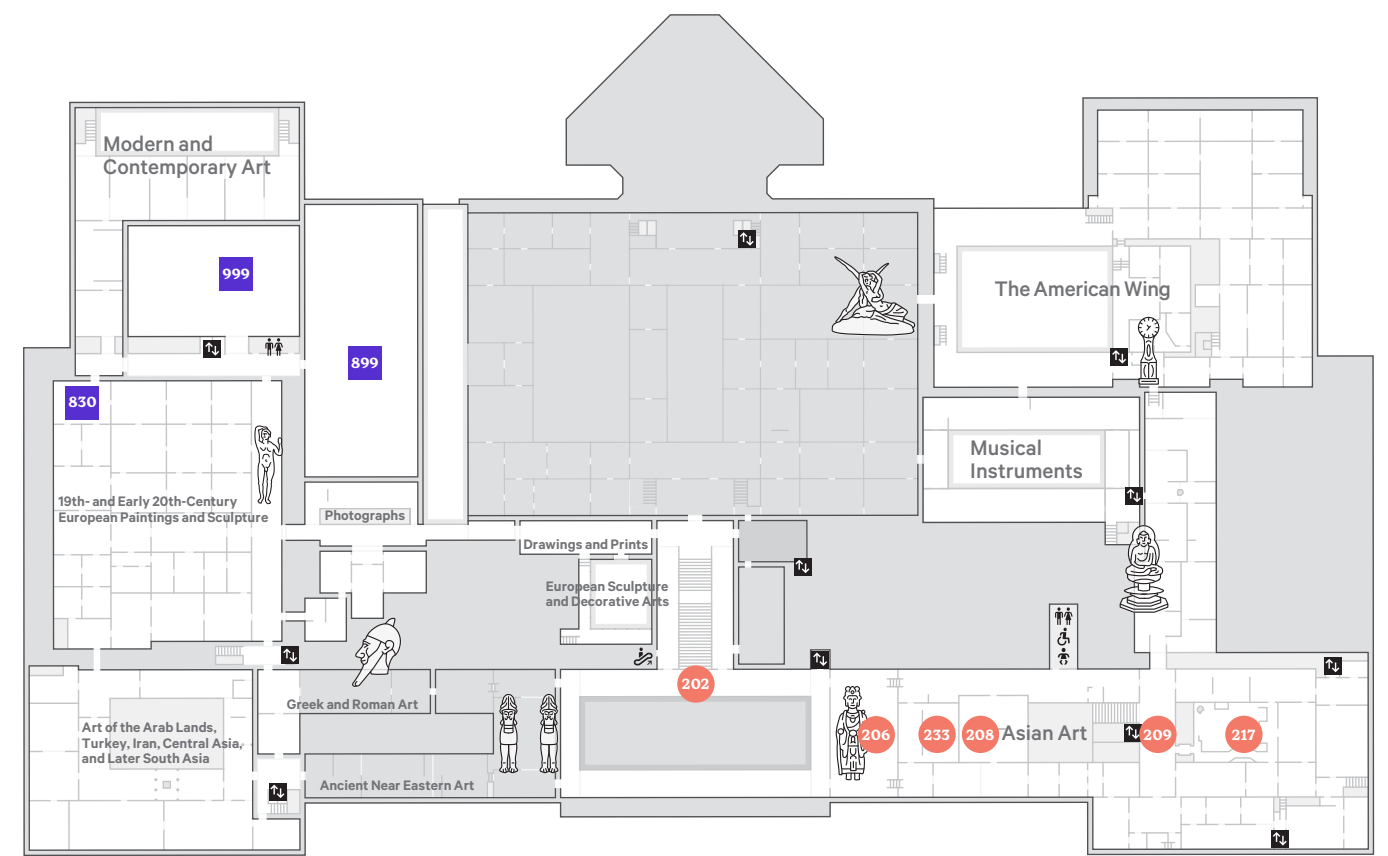 Modern and
Contemporary Art
999
The American Wing
899
830
Musical
Instruments
19th- and Early 20th-Century
European Paintings and Sculpture
Photographs
Drawings and Prints
European Sculpture
and Decorative Arts
202
Greek and Roman Art
Art of the Arab Lands,
Turkey, Iran, Central Asia,
and Later South Asia
206
233
208
Asian Art
209
217
Ancient Near Eastern Art